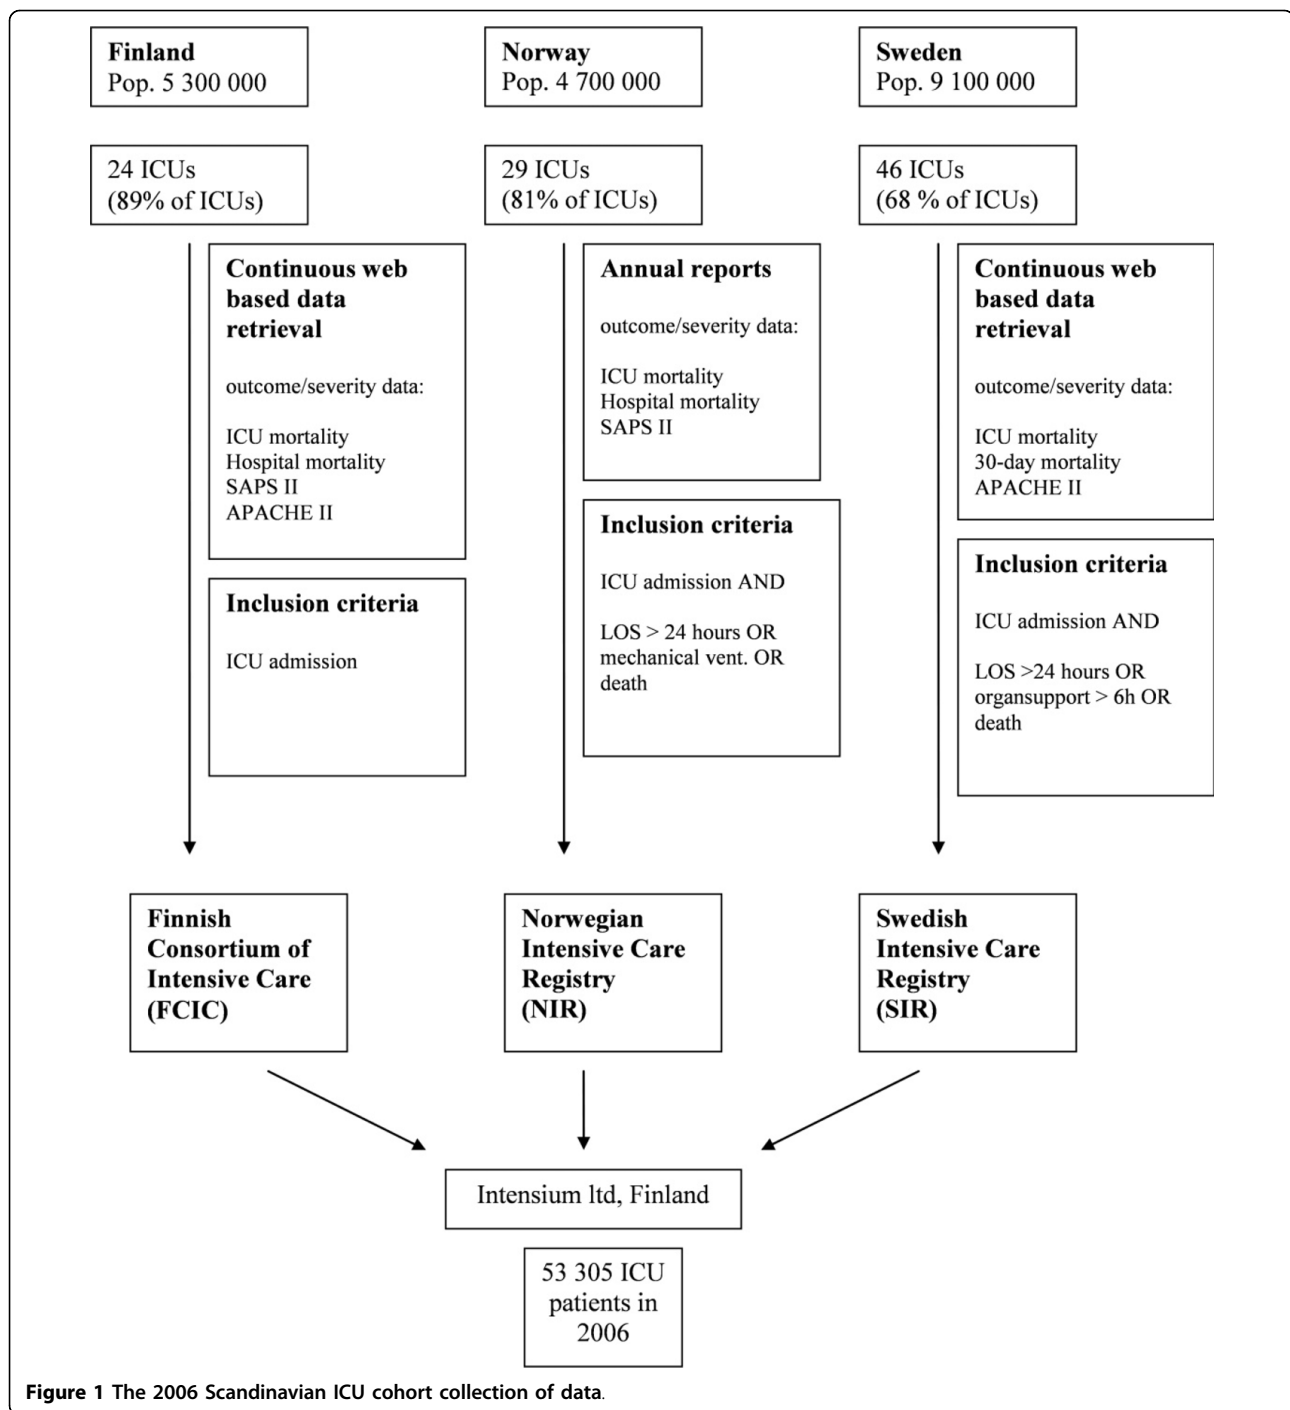 Finland
Pop. 5 300 000
Norway
Pop. 4 700 000
Sweden
Pop. 9 100 000
24 ICUs
(89% of ICUs)
29 ICUs
(81% of ICUs)
46 ICUs
(68 % of ICUs)
Continuous web
based data
retrieval
outcome/severity data:
ICU mortality
Hospital mortality
SAPS II
APACHE II
Annual reports
outcome/severity data:
ICU mortality
Hospital mortality
SAPS II
Continuous web
based data
retrieval
outcome/severity data:
ICU mortality
30-day mortality
APACHE II
Inclusion criteria
ICU admission
Inclusion criteria
ICU admission AND
LOS > 24 hours OR
mechanical vent. OR
death
Inclusion criteria
ICU admission AND
LOS >24 hours OR
organsupport > 6h OR
death
Finnish
Consortium of
Intensive Care
(FCIC)
Norwegian
Intensive Care
Registry
(NIR)
Swedish
Intensive Care
Registry
(SIR)
Intensium ltd, Finland
53 305 ICU
patients in
2006
Figure 1 The 2006 Scandinavian ICU cohort collection of data.